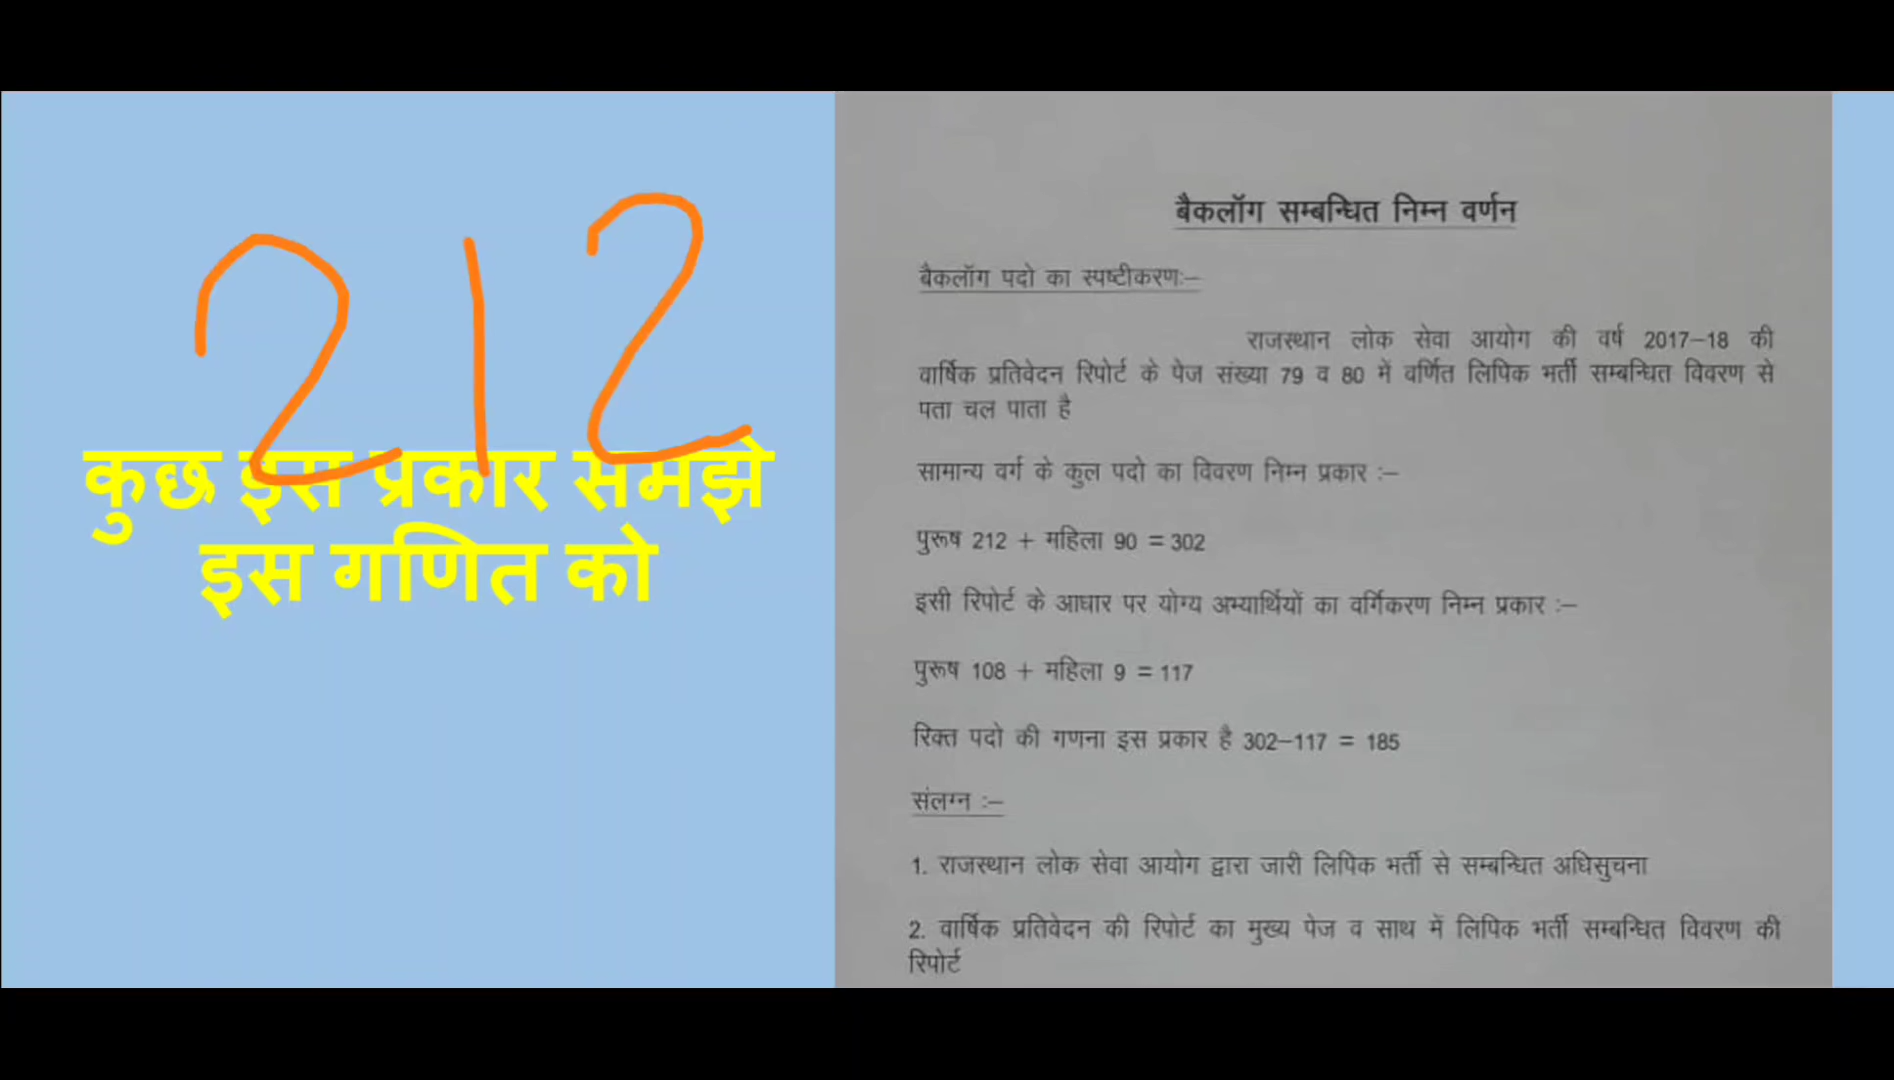 212
कुछ इस प्रकार समझे
इस गणित को
बैकलॉग सम्बन्धित निम्न वर्णन
बैकलॉग पदो का स्पष्टीकरणः–
राजस्थान लोक सेवा आयोग की वर्ष 2017–18 की
वार्षिक प्रतिवेदन रिपोर्ट के पेज संख्या 79 व 80 में वर्णित लिपिक भर्ती सम्बन्धित विवरण से
पता चल पाता है
सामान्य वर्ग के कुल पदो का विवरण निम्न प्रकार :–
पुरूष 212 + महिला 90 = 302
इसी रिपोर्ट के आधार पर योग्य अभ्यार्थियों का वर्गिकरण निम्न प्रकार :–
पुरूष 108 + महिला 9 = 117
रिक्त पदो की गणना इस प्रकार है 302–117 = 185
संलग्न :–
1. राजस्थान लोक सेवा आयोग द्वारा जारी लिपिक भर्ती से सम्बन्धित अधिसुचना
2. वार्षिक प्रतिवेदन की रिपोर्ट का मुख्य पेज व साथ में लिपिक भर्ती सम्बन्धित विवरण की
रिपोर्ट